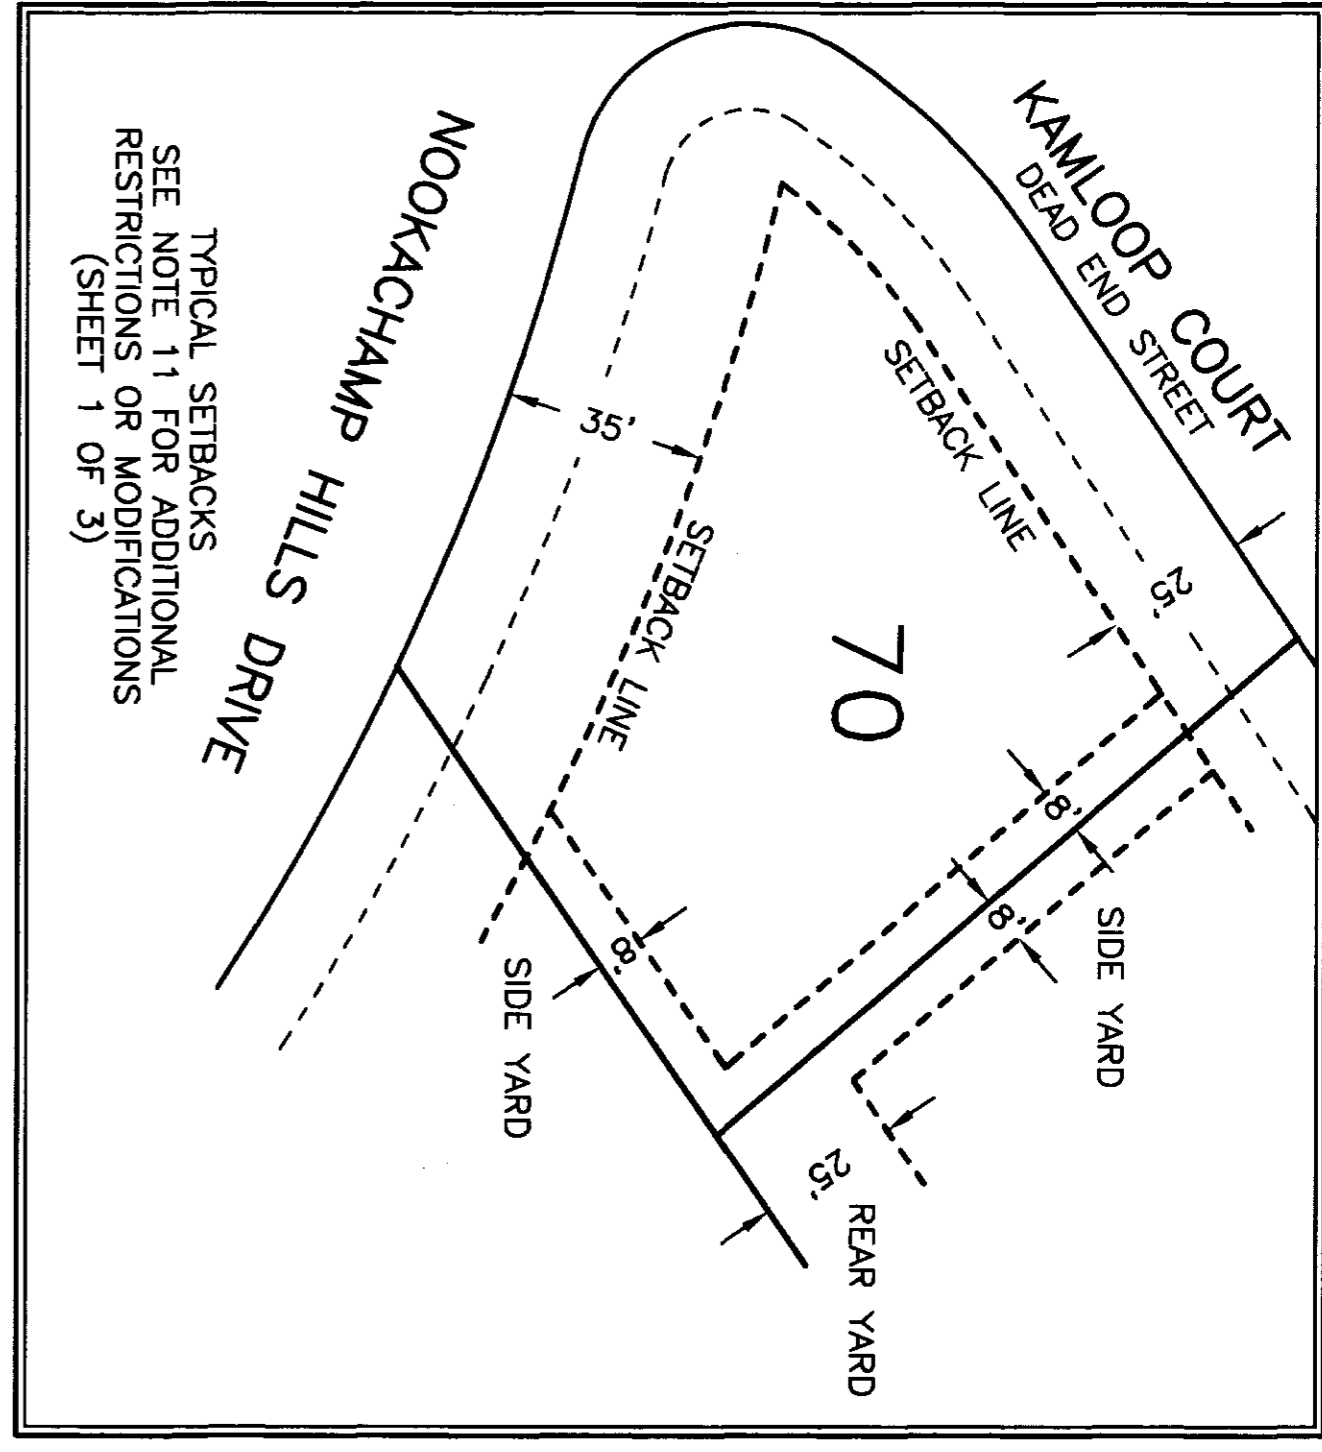 KAMLOOP COURT
DEAD END STREET
NOOKACHAMP HILLS DRIVE
TYPICAL SETBACKS
SEE NOTE 11 FOR ADDITIONAL
RESTRICTIONS OR MODIFICATIONS
(SHEET 1 OF 3)
35'
SETBACK LINE
SETBACK LINE
25'
70
8'
8'
SIDE YARD
8'
SIDE YARD
25'
REAR YARD